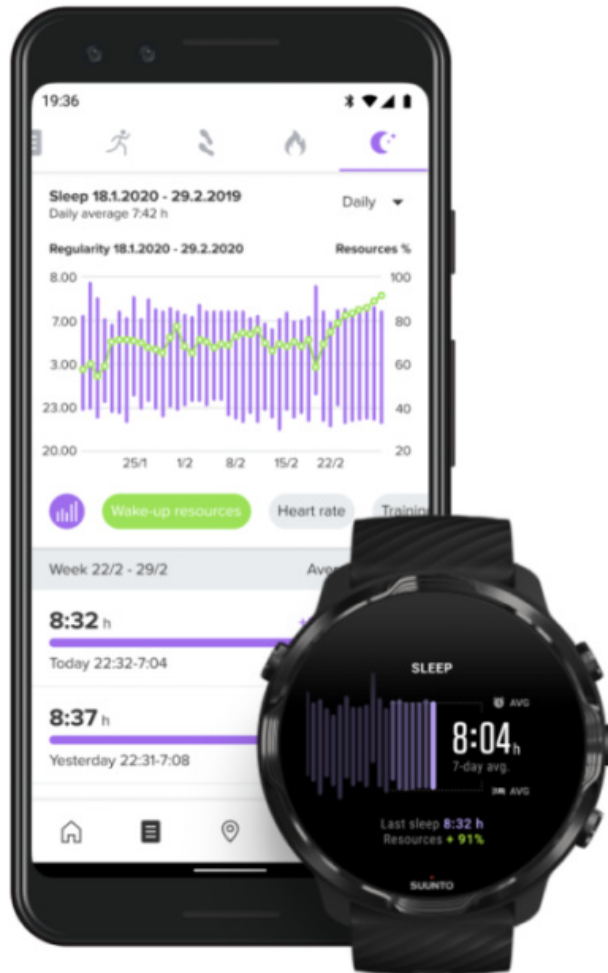 19:36
Sleep 18.1.2020 - 29.2.2019
Daily
Daily average 7:42 h
Regularity 18.1.2020 - 29.2.2020
Resources %
8.00
100
7.00
80
3.00
60
23.00
40
20.00
20
25/1
1/2
8/2
15/2
22/2
Wake-up resources
Heart rate
Training
Week 22/2 - 29/2
8:32 h
Today 22:32-7:04
8:37 h
Yesterday 22:31-7:08
SLEEP
AVG
8:04 h
7-day avg.
AVG
Last sleep 8:32 h
Resources + 91%
SUUNTO